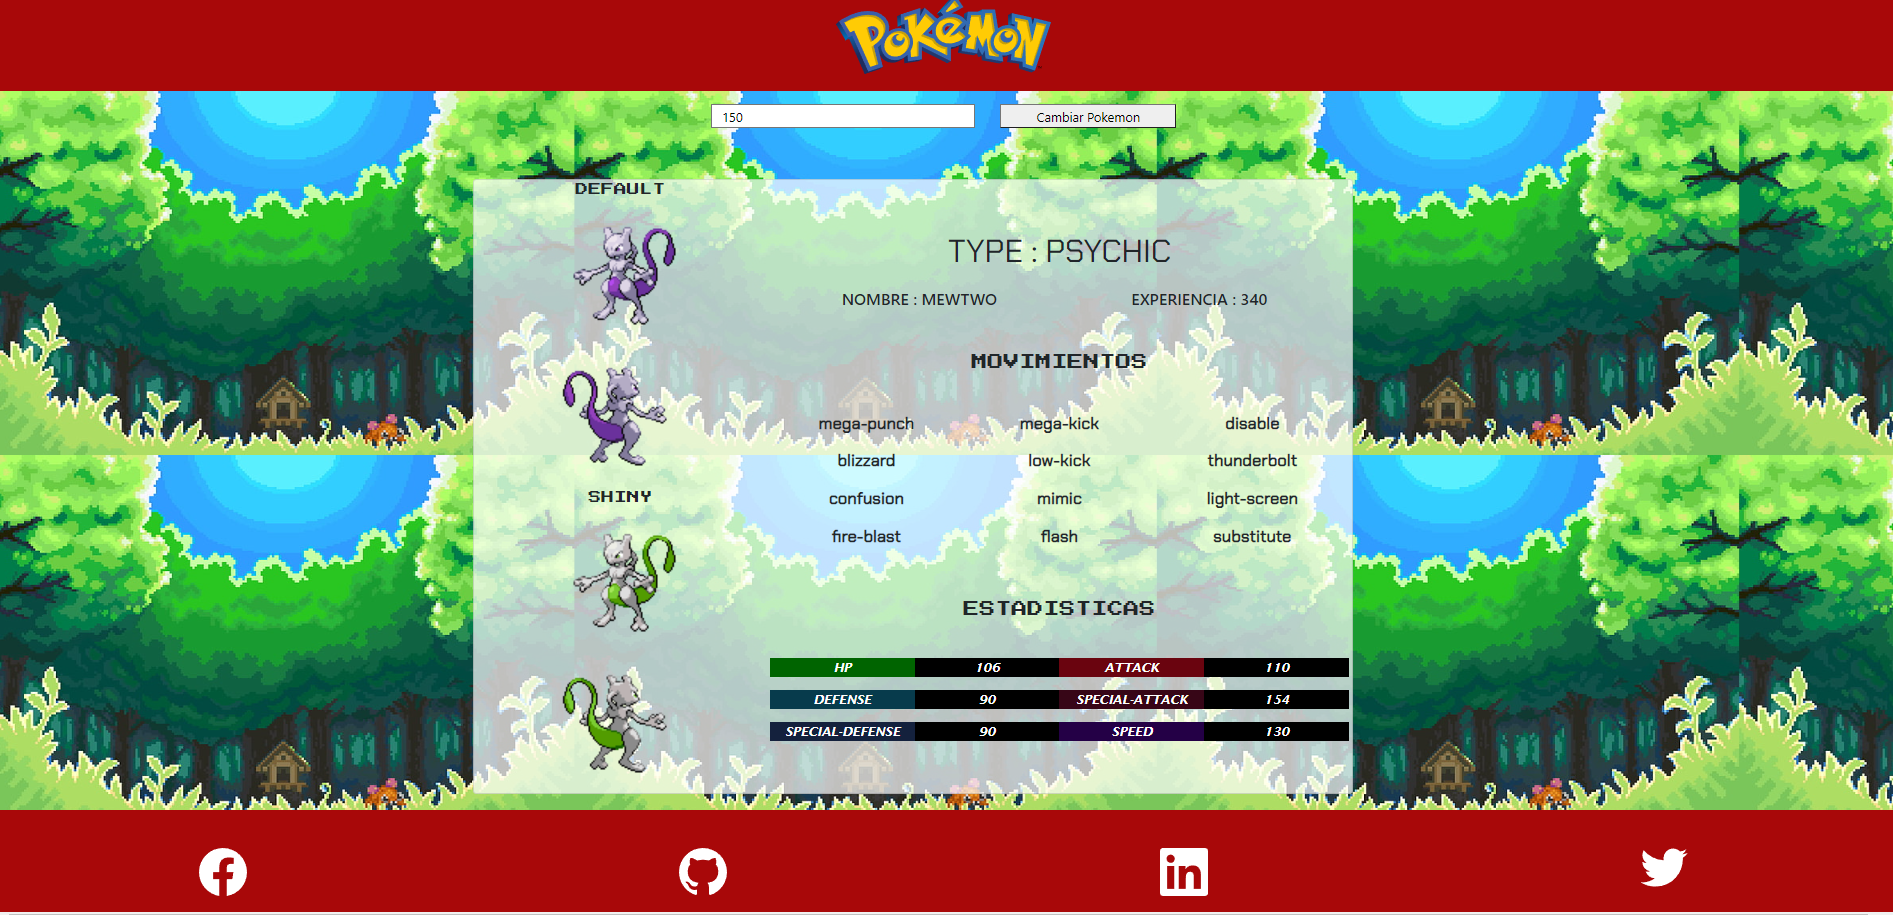 POKéMON
150
Cambiar Pokemon
DEFAULT
TYPE : PSYCHIC
NOMBRE : MEWTWO EXPERIENCIA : 340
MOVIMIENTOS
mega-punch mega-kick disable
blizzard low-kick thunderbolt
confusion mimic light-screen
fire-blast flash substitute
SHINY
ESTADISTICAS
HP 106 ATTACK 110
DEFENSE 90 SPECIAL-ATTACK 154
SPECIAL-DEFENSE 90 SPEED 130
in